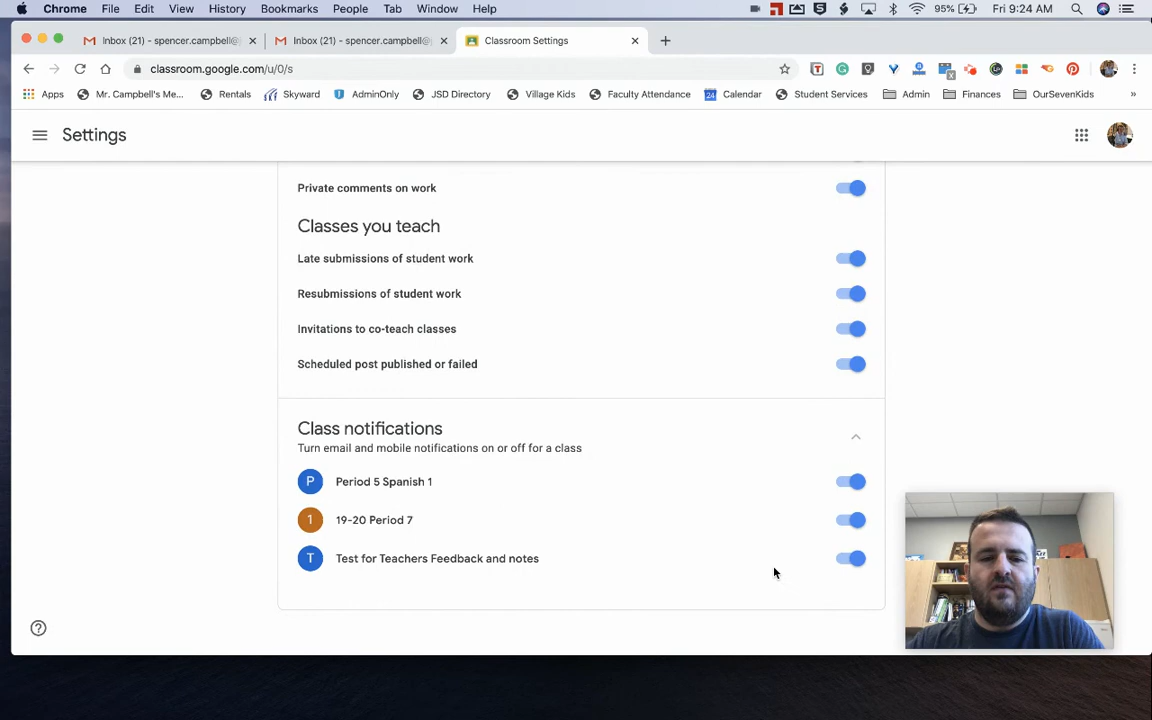 Chrome File Edit View History Bookmarks People Tab Window Help 95% Fri 9:24 AM
Inbox (21) - spencer.campbell@ Inbox (21) - spencer.campbell@ Classroom Settings
classroom.google.com/u/0/s
Apps Mr. Campbell's Me... Rentals Skyward AdminOnly JSD Directory Village Kids Faculty Attendance 24 Calendar Student Services Admin Finances OurSevenKids »
Settings
Private comments on work
Classes you teach
Late submissions of student work
Resubmissions of student work
Invitations to co-teach classes
Scheduled post published or failed
Class notifications
Turn email and mobile notifications on or off for a class
P Period 5 Spanish 1
1 19-20 Period 7
T Test for Teachers Feedback and notes